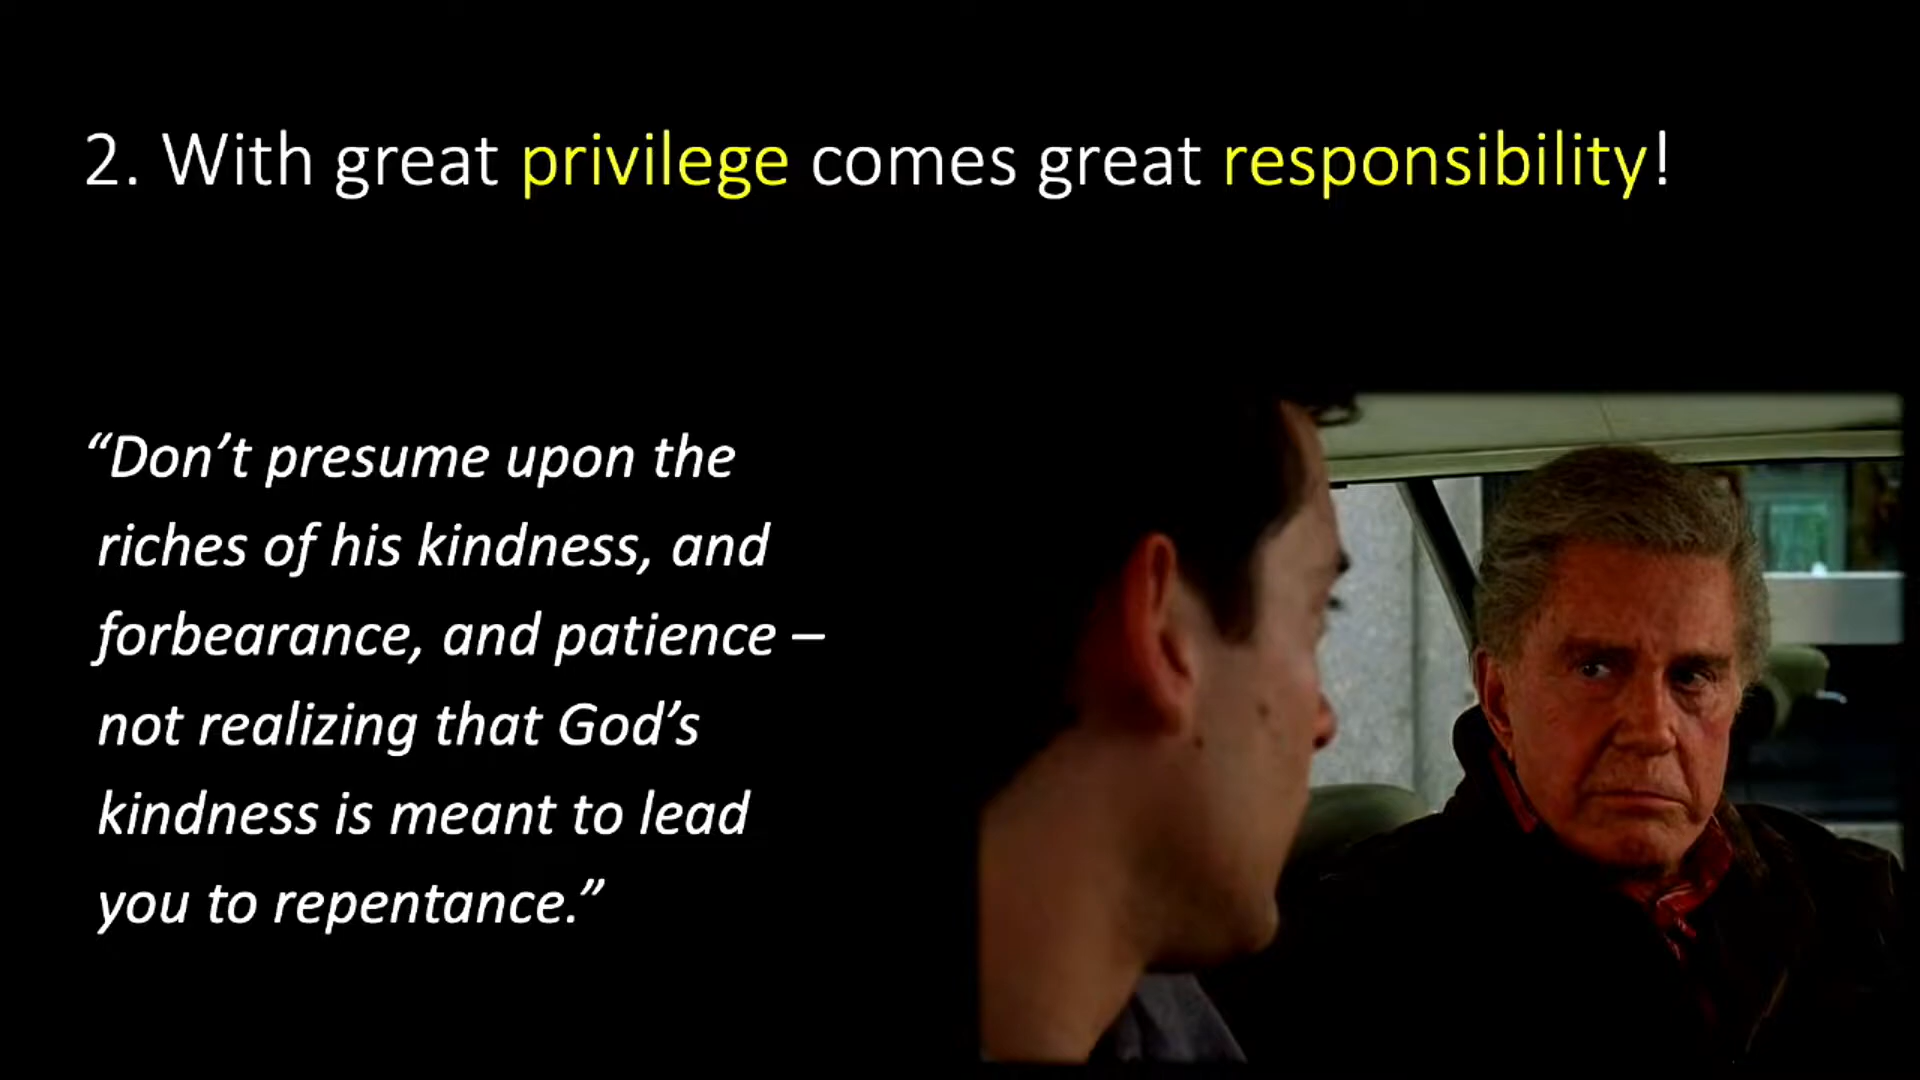 2. With great privilege comes great responsibility!
“Don’t presume upon the
riches of his kindness, and
forbearance, and patience –
not realizing that God’s
kindness is meant to lead
you to repentance.”